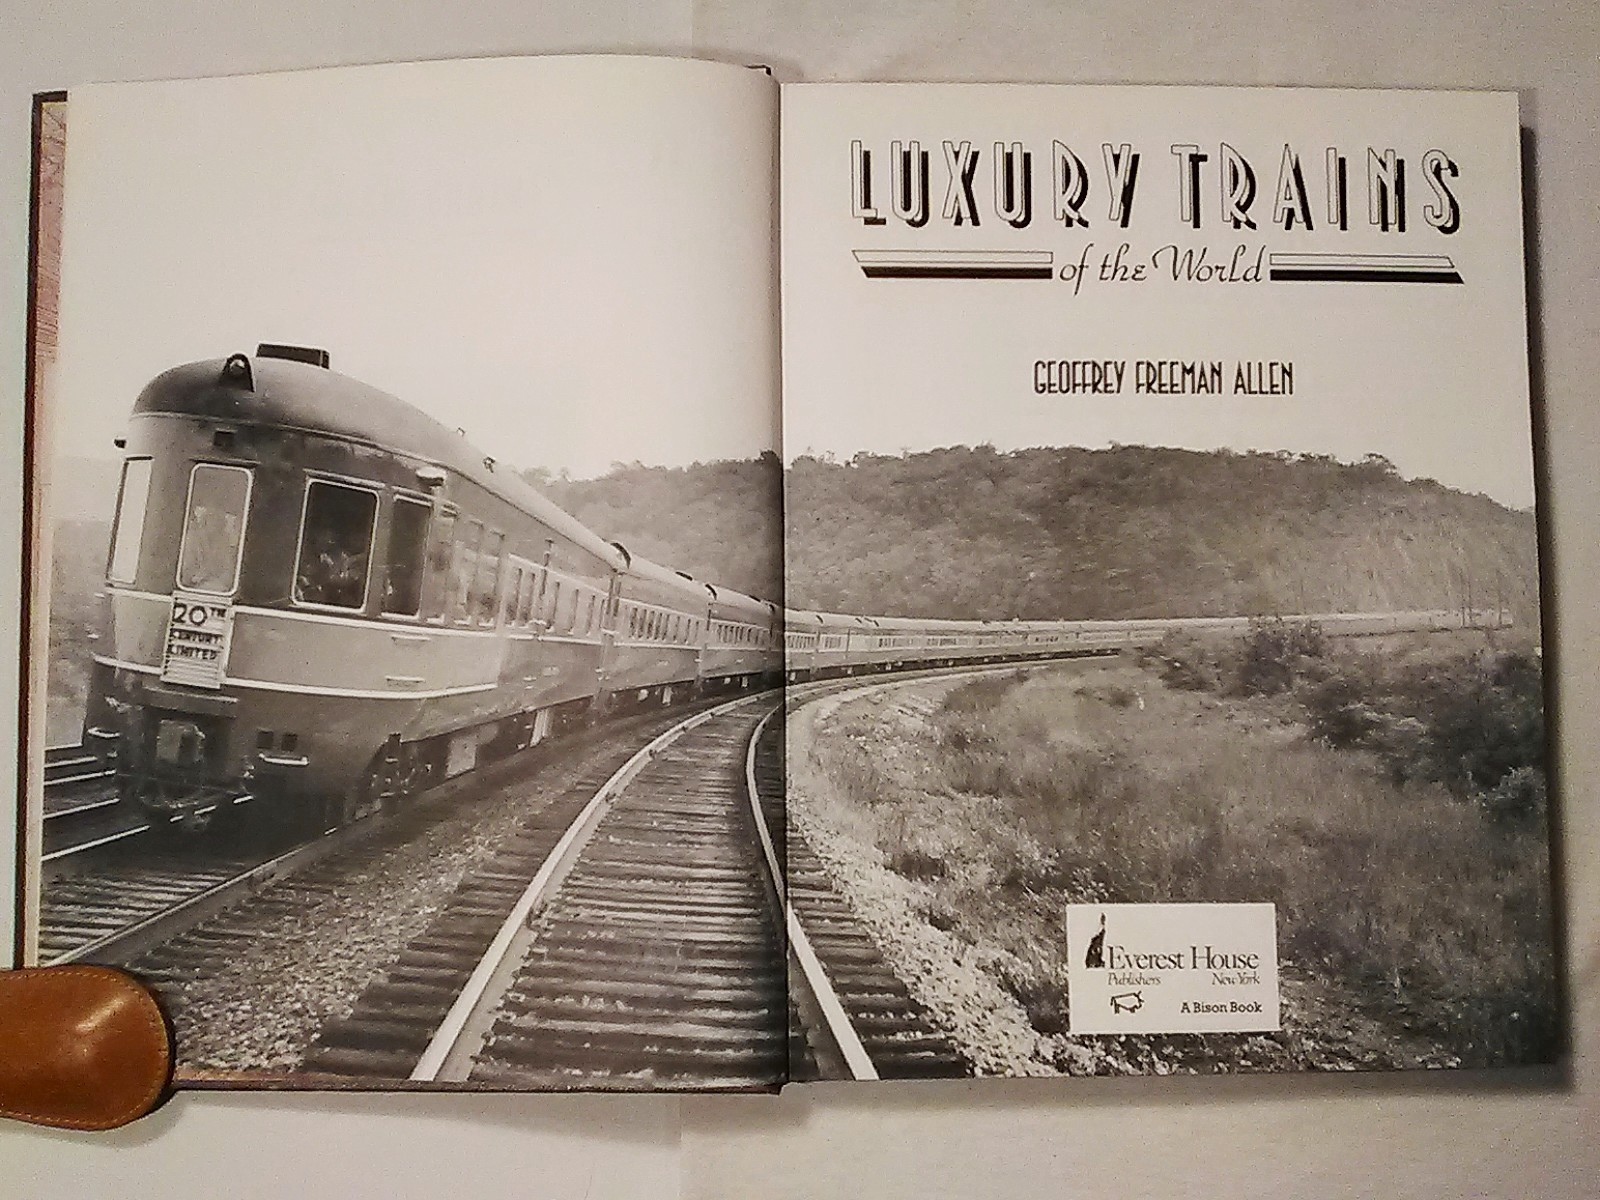 20TH
CENTURY
LIMITED
LUXURY TRAINS
of the World
GEOFFREY FREEMAN ALLEN
Everest House
Publishers New York
A Bison Book